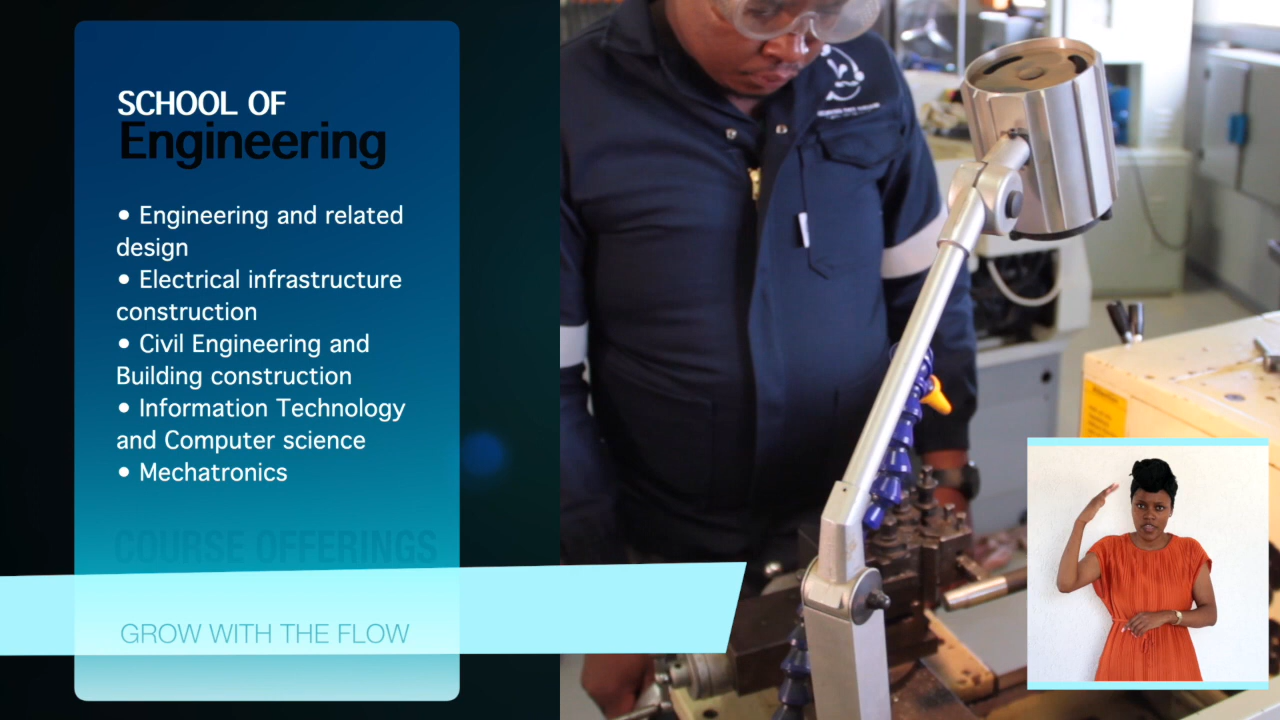 SCHOOL OF
Engineering
• Engineering and related
design
• Electrical infrastructure
construction
• Civil Engineering and
Building construction
• Information Technology
and Computer science
• Mechatronics
COURSE OFFERINGS
GROW WITH THE FLOW